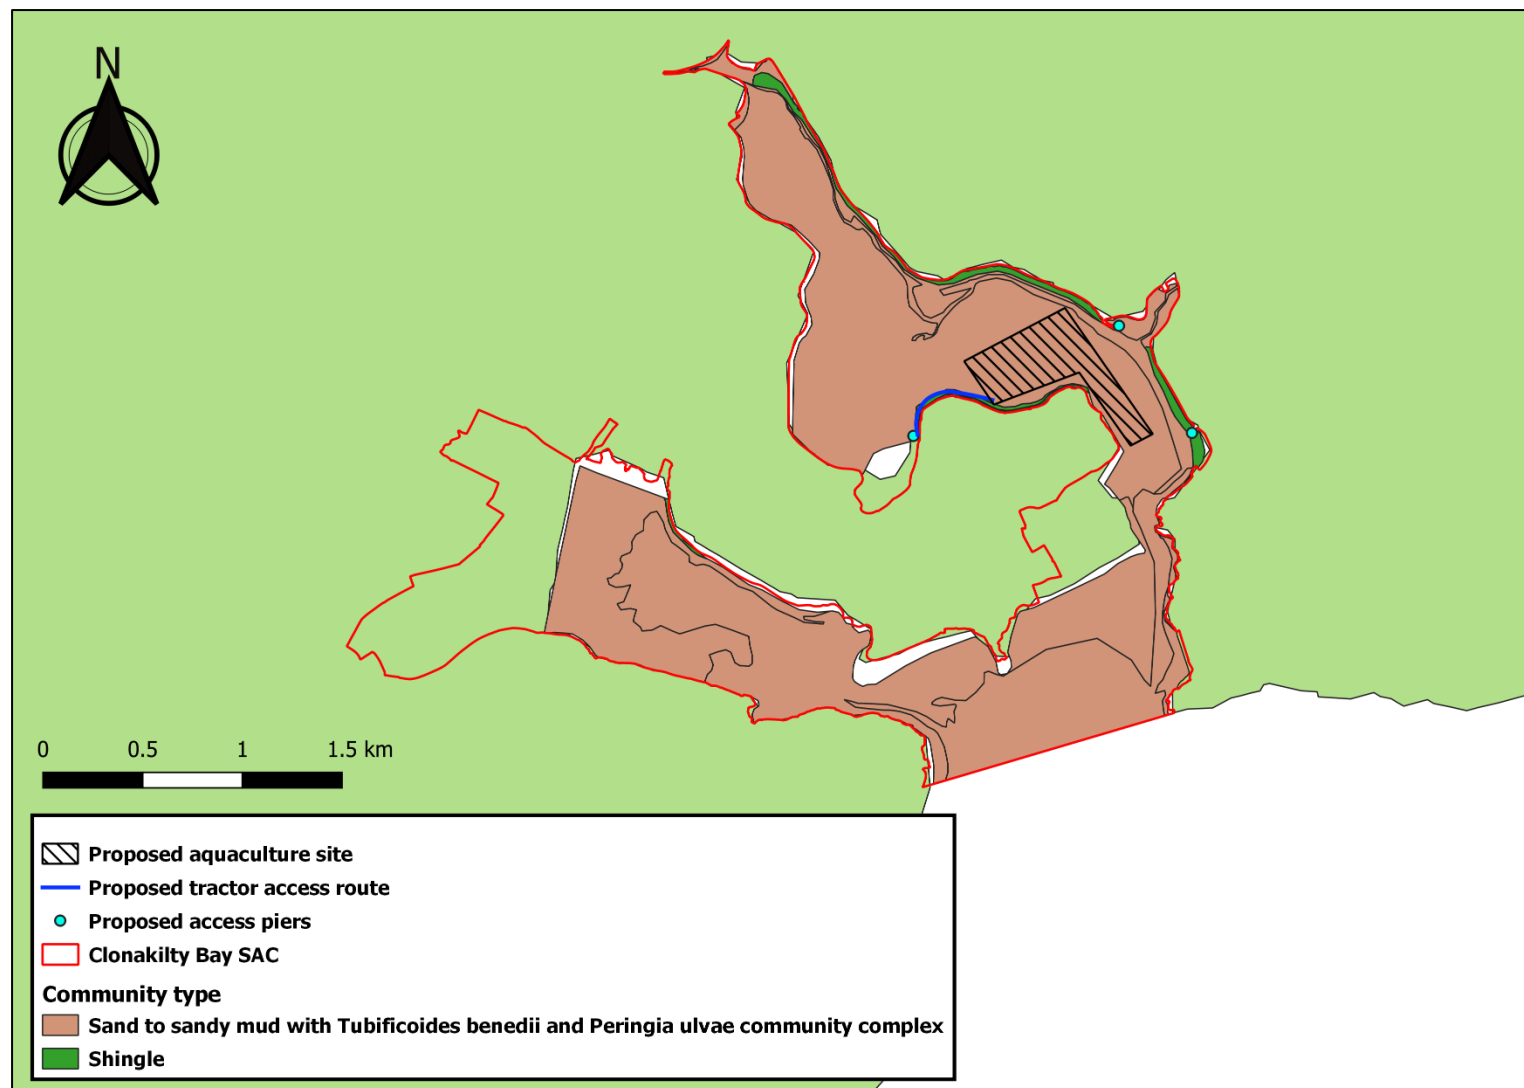 N
0 0.5 1 1.5 km
Proposed aquaculture site
Proposed tractor access route
Proposed access piers
Clonakilty Bay SAC
Community type
Sand to sandy mud with Tubificoides benedii and Peringia ulvae community complex
Shingle